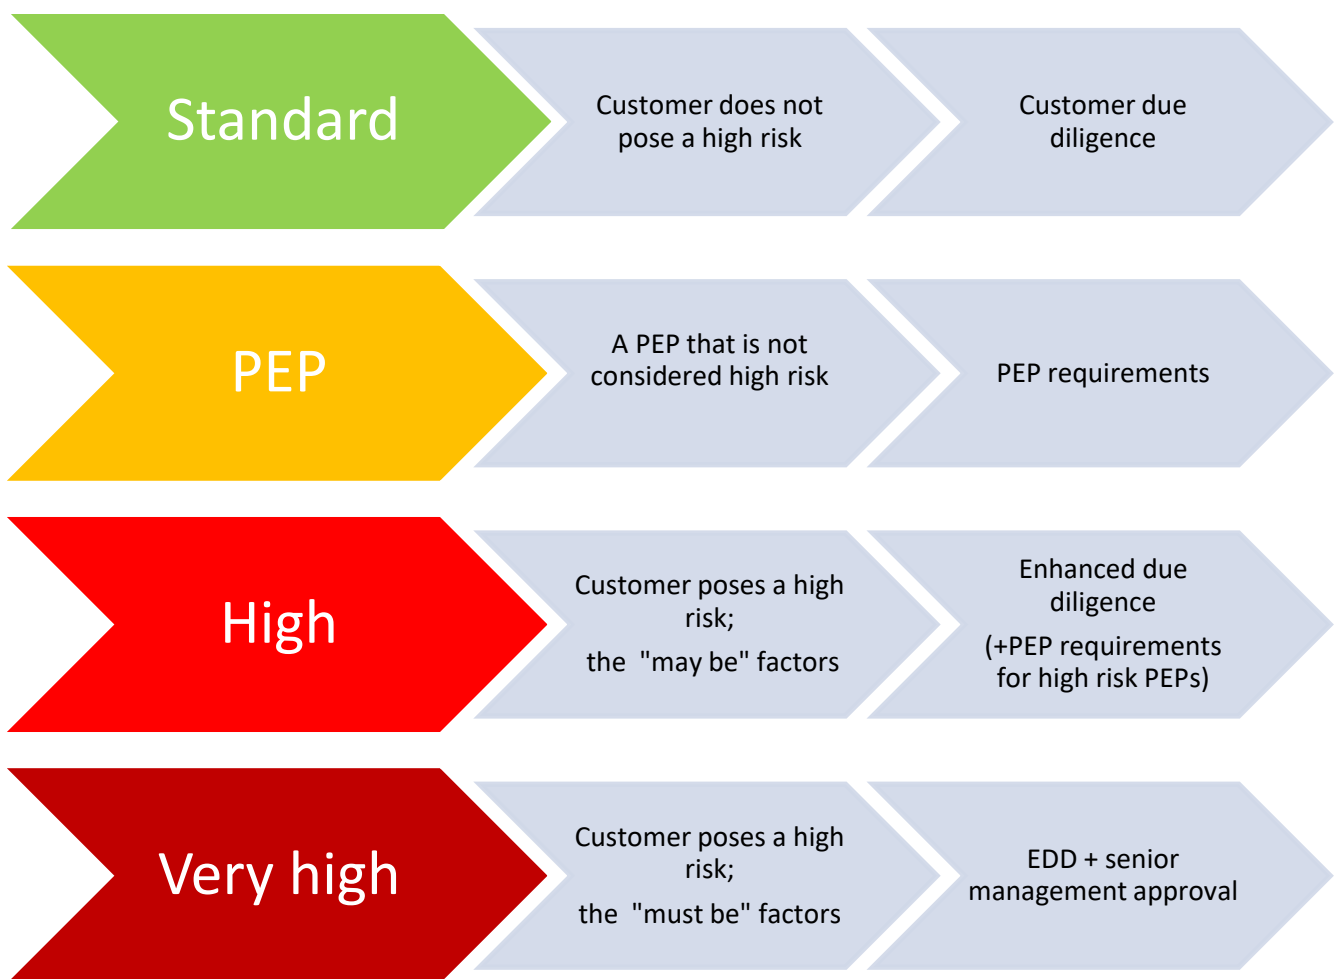 Standard
Customer does not
pose a high risk
Customer due
diligence
PEP
A PEP that is not
considered high risk
PEP requirements
High
Customer poses a high
risk;
the "may be" factors
Enhanced due
diligence
(+PEP requirements
for high risk PEPs)
Very high
Customer poses a high
risk;
the "must be" factors
EDD + senior
management approval